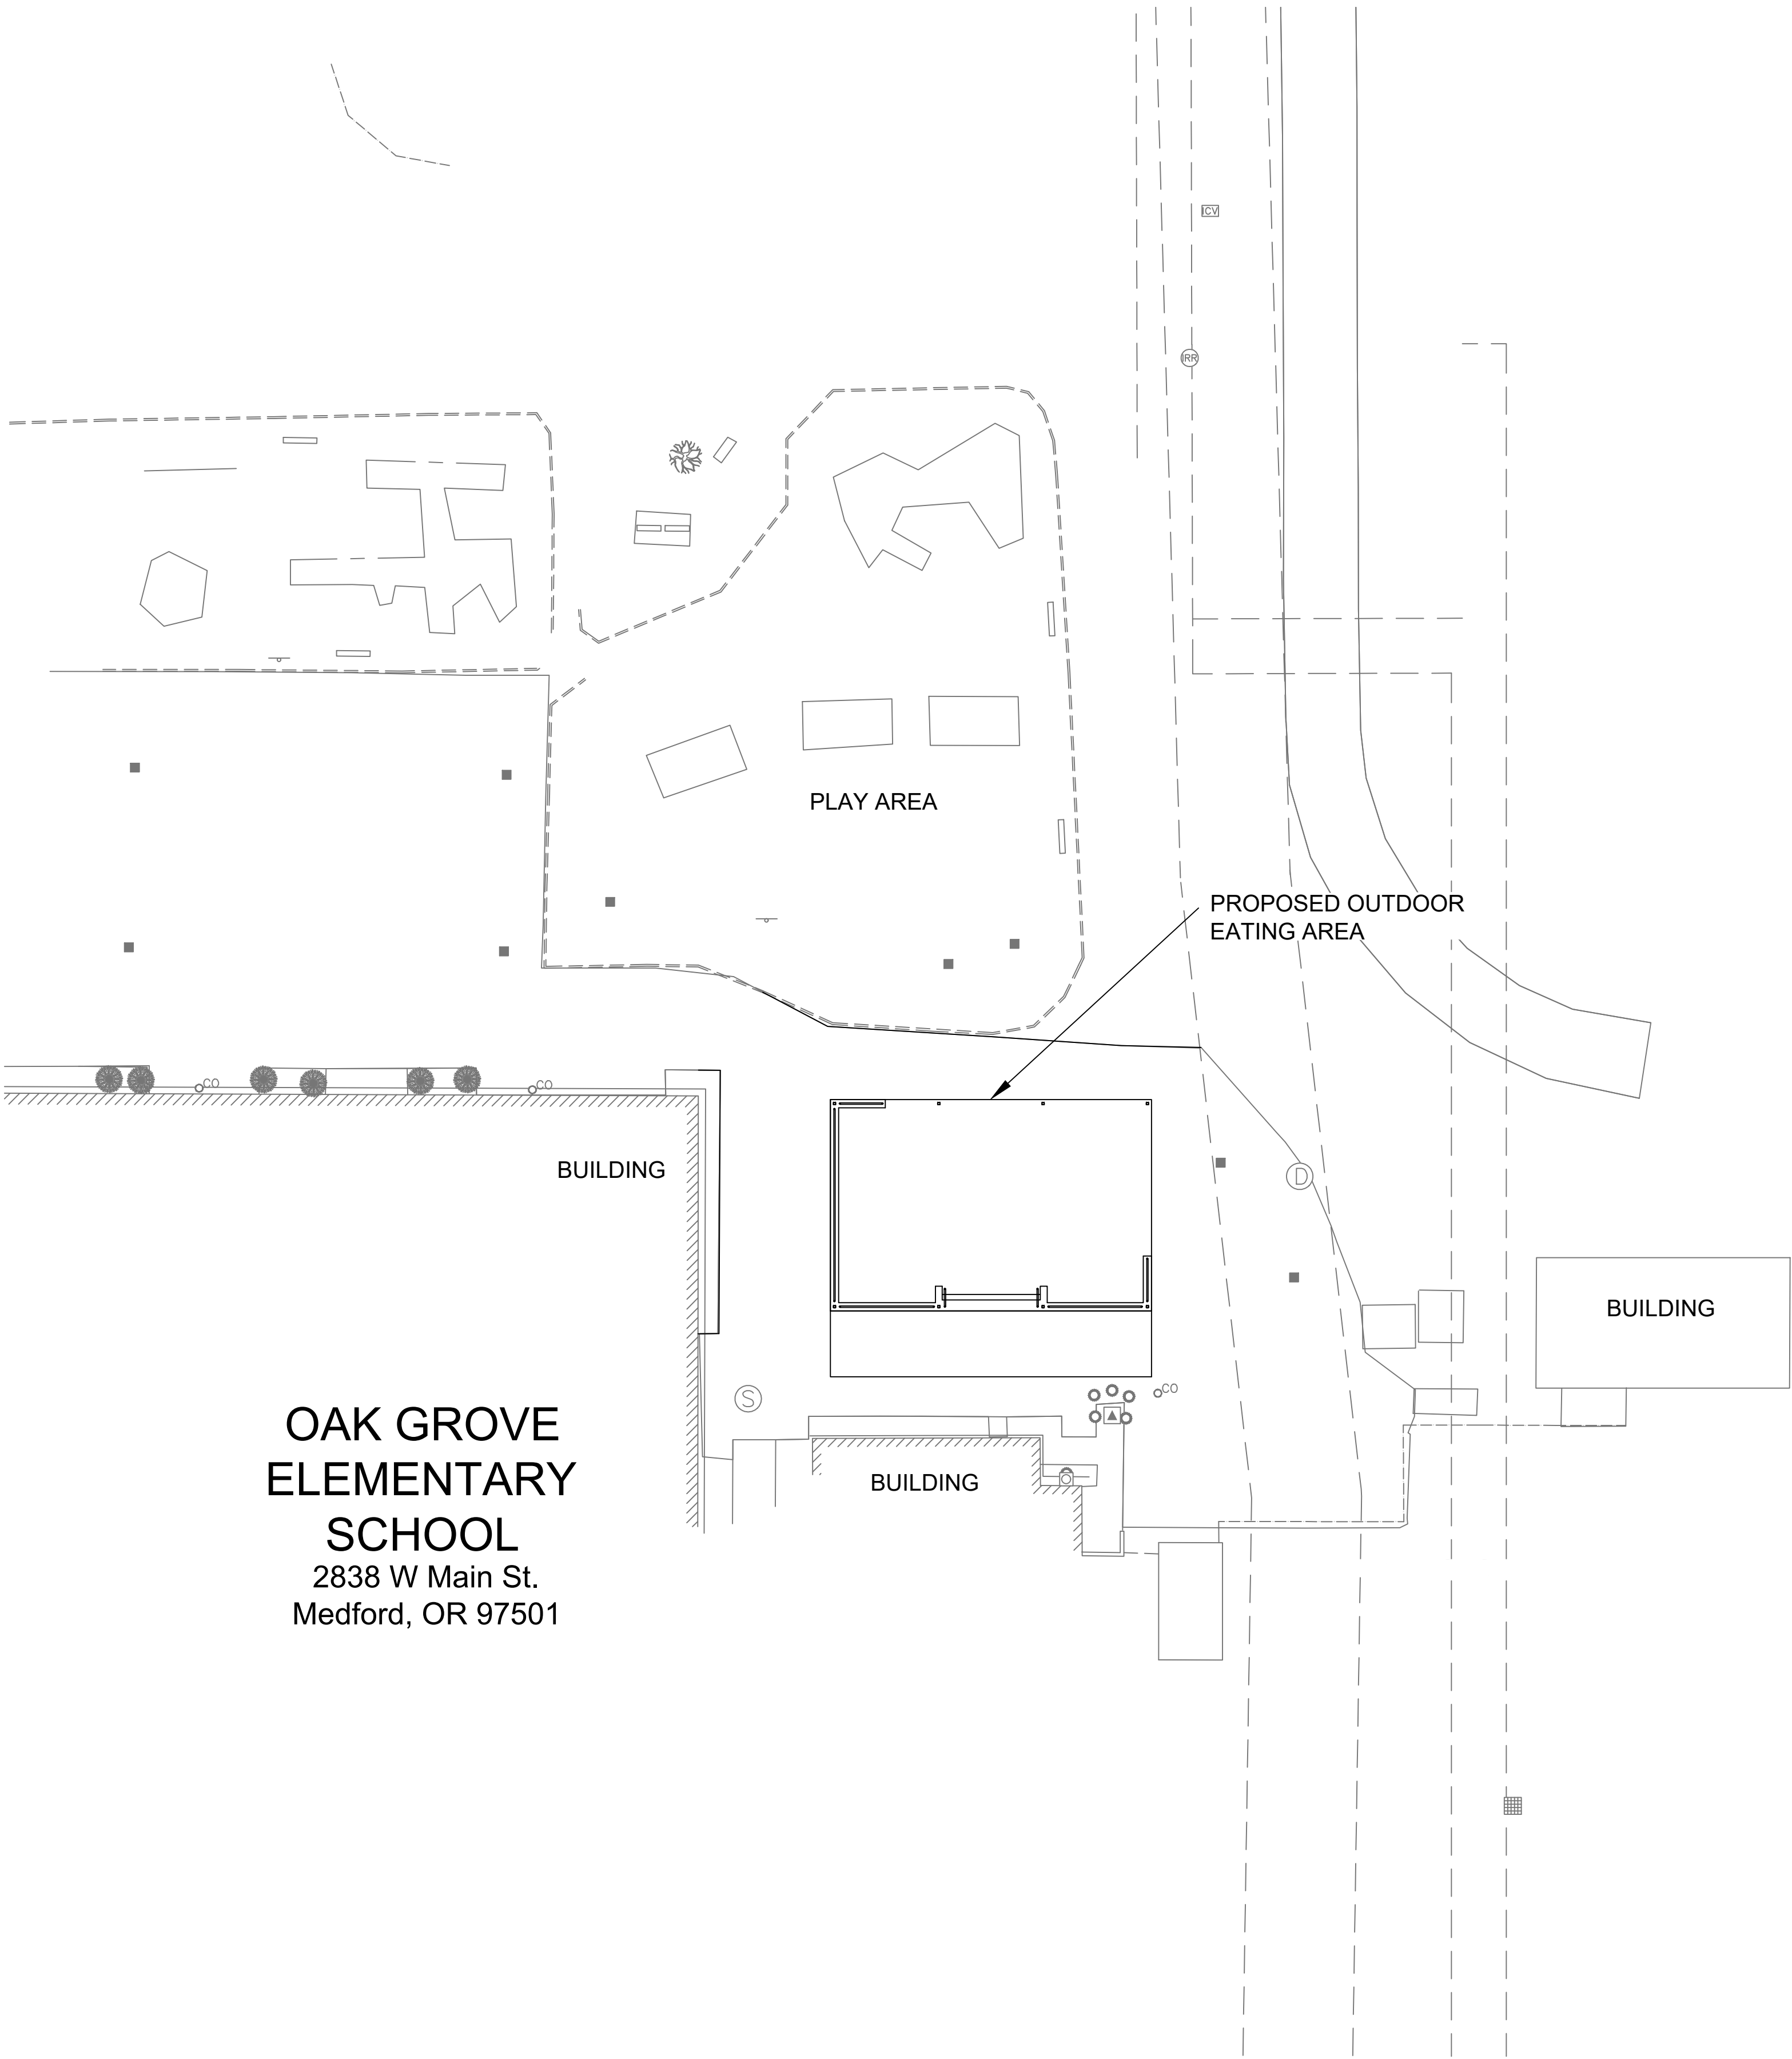 ICV
IRR
PLAY AREA
PROPOSED OUTDOOR
EATING AREA
CO
CO
BUILDING
D
BUILDING
S
CO
OAK GROVE
ELEMENTARY
SCHOOL
2838 W Main St.
Medford, OR 97501
BUILDING